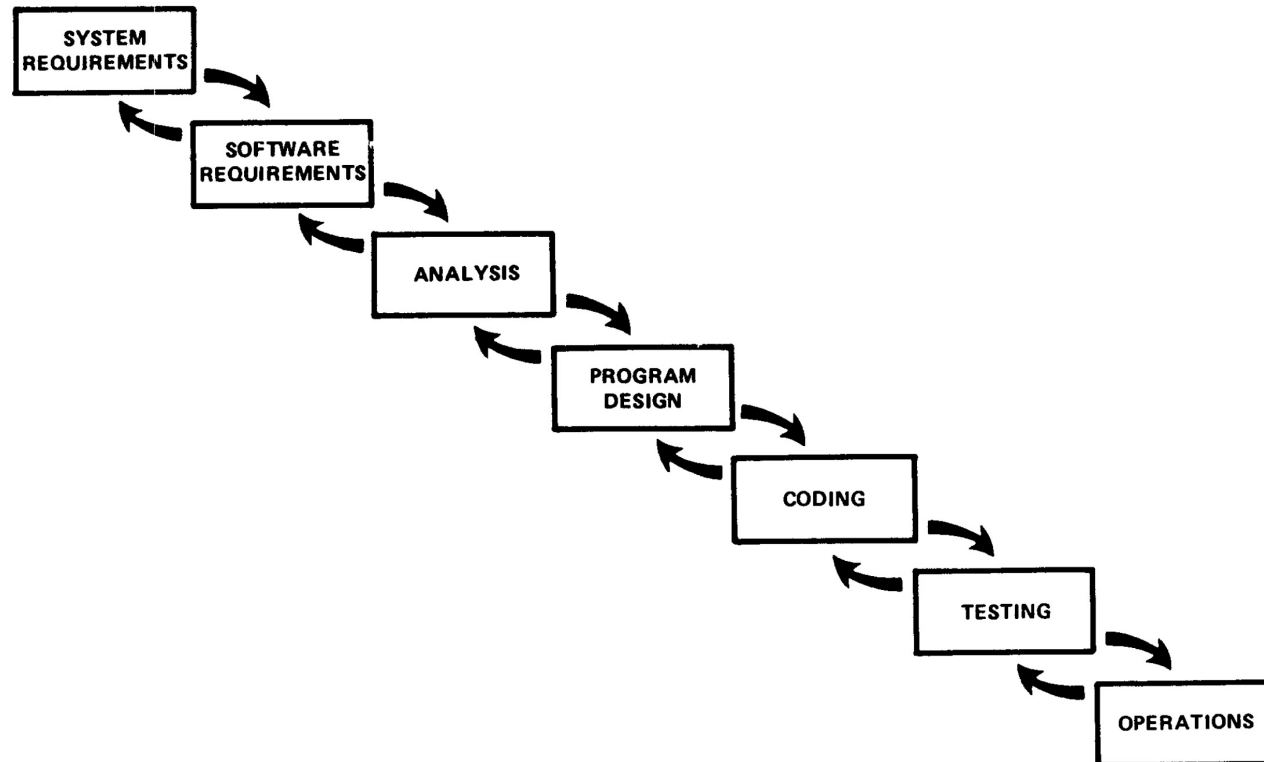 SYSTEM
REQUIREMENTS
SOFTWARE
REQUIREMENTS
ANALYSIS
PROGRAM
DESIGN
CODING
TESTING
OPERATIONS